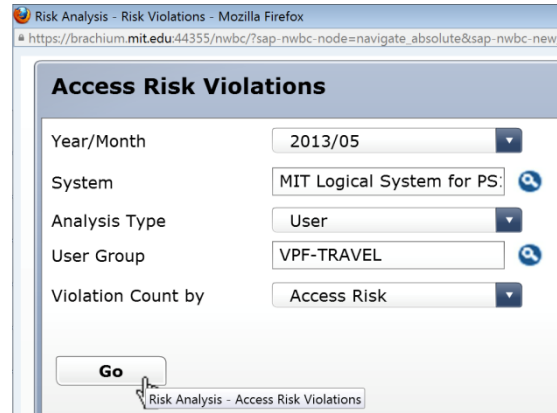 Risk Analysis - Risk Violations - Mozilla Firefox
https://brachium.mit.edu:44355/nwbc/?sap-nwbc-node=navigate_absolute&sap-nwbc-new
Access Risk Violations
Year/Month 2013/05
System MIT Logical System for PS
Analysis Type User
User Group VPF-TRAVEL
Violation Count by Access Risk
Go
Risk Analysis - Access Risk Violations